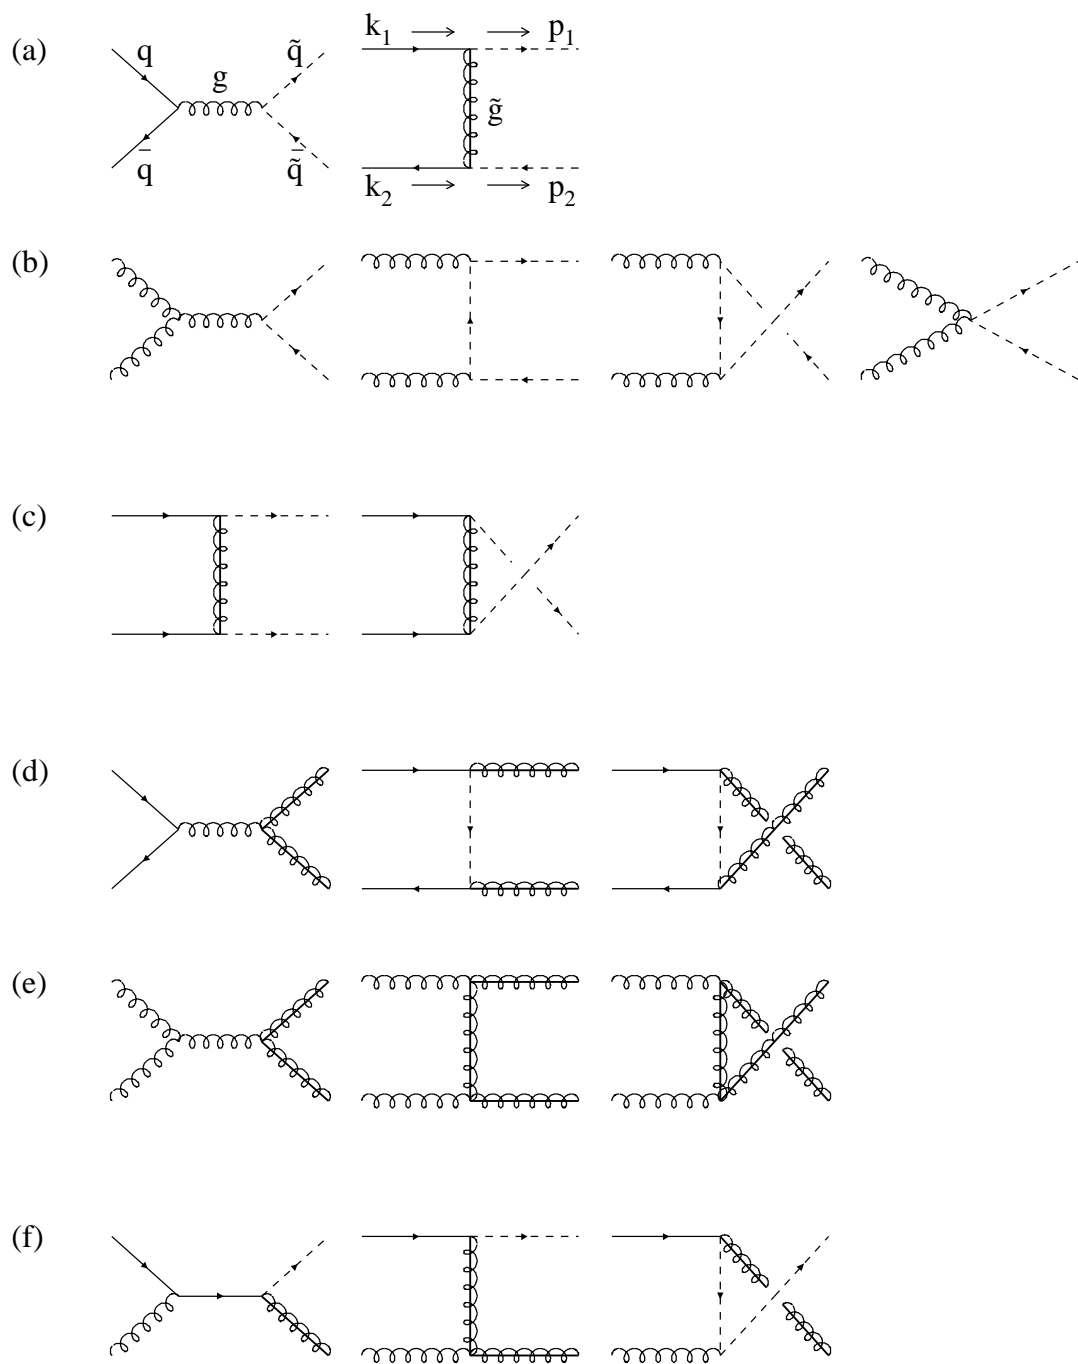 (a) q g q̃ k₁ p₁
q̄ q̃̄ g̃ k₂ p₂
(b)
(c)
(d)
(e)
(f)